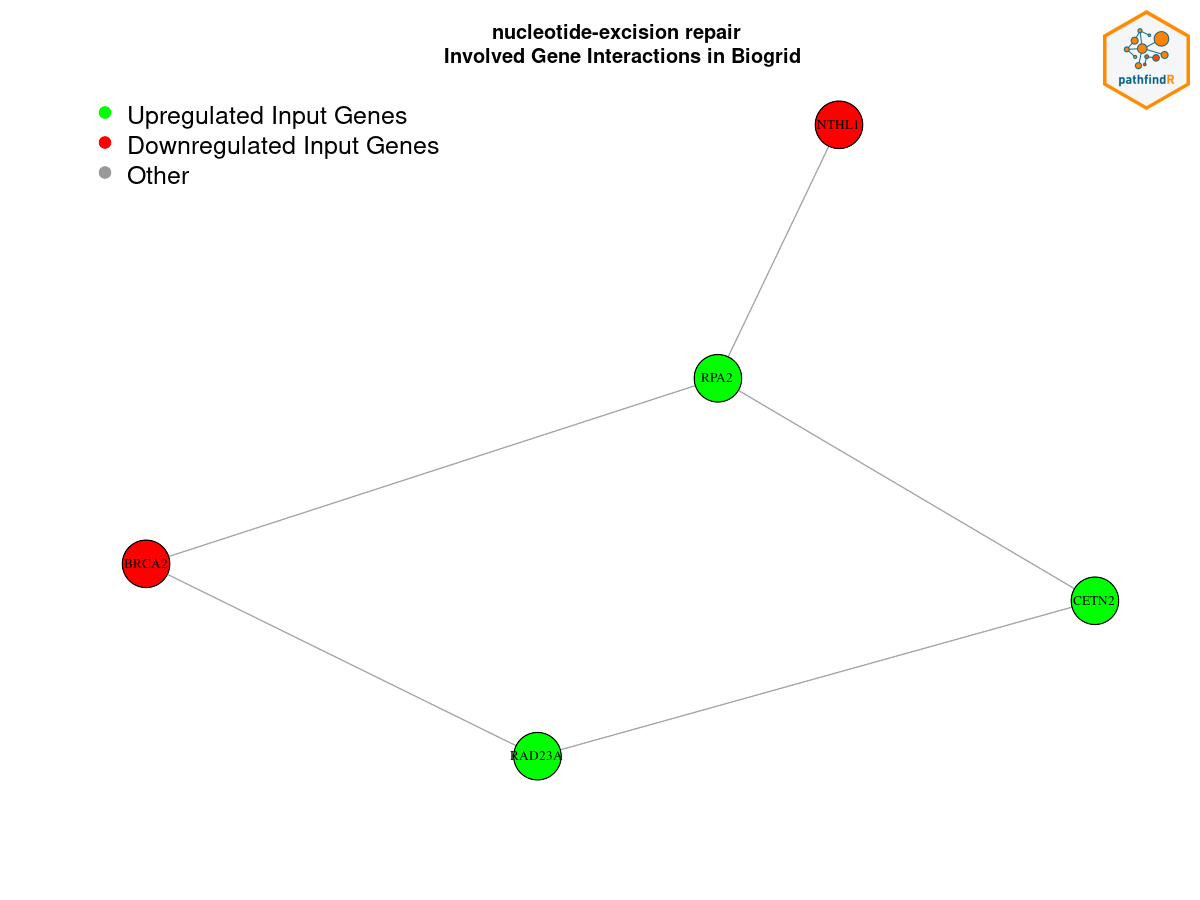 nucleotide-excision repair
Involved Gene Interactions in Biogrid
pathfindR
Upregulated Input Genes
Downregulated Input Genes
Other
NTHL1
RPA2
BRCA2
CETN2
RAD23A